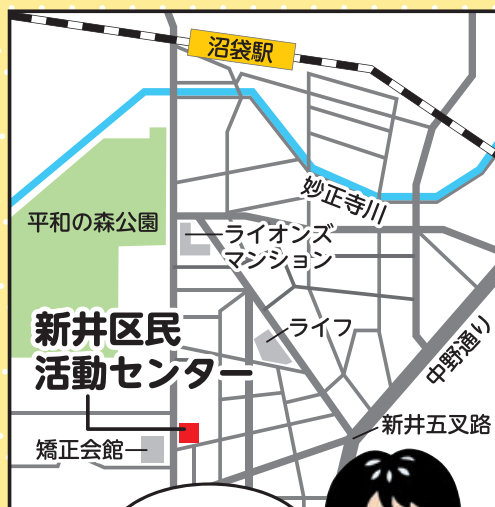 沼袋駅
妙正寺川
平和の森公園
ライオンズ
マンション
ライフ
新井区民
活動センター
中野通り
新井五叉路
矯正会館